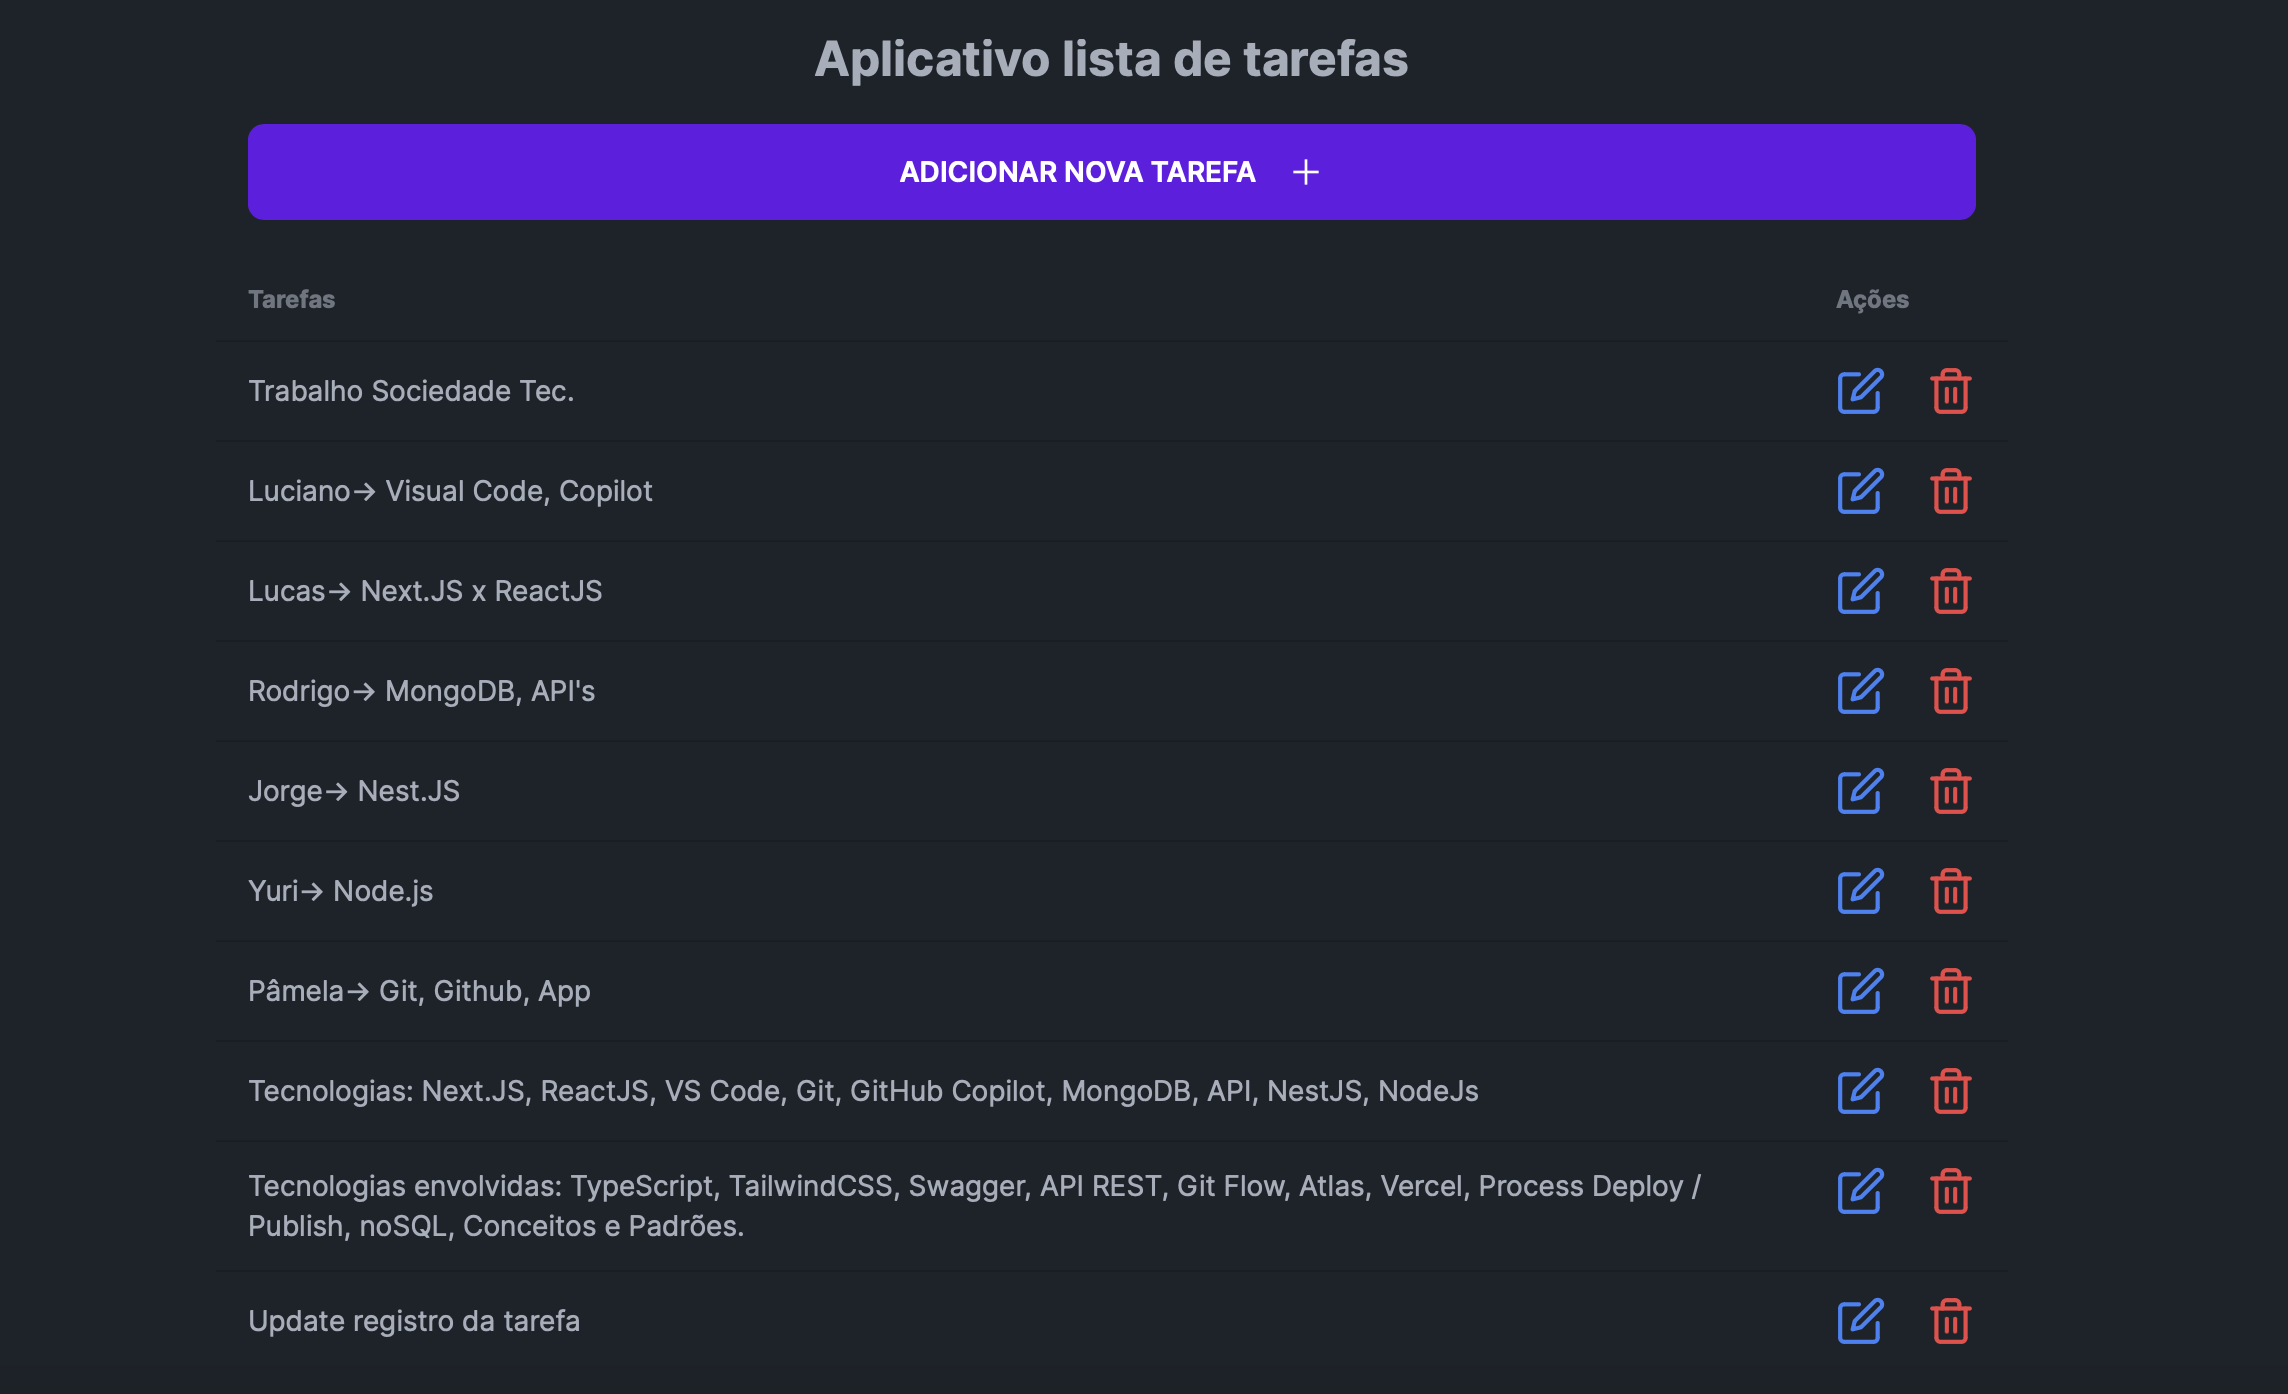 Aplicativo lista de tarefas
ADICIONAR NOVA TAREFA +
Tarefas Ações
Trabalho Sociedade Tec.
Luciano→ Visual Code, Copilot
Lucas→ Next.JS x ReactJS
Rodrigo→ MongoDB, API's
Jorge→ Nest.JS
Yuri→ Node.js
Pâmela→ Git, Github, App
Tecnologias: Next.JS, ReactJS, VS Code, Git, GitHub Copilot, MongoDB, API, NestJS, NodeJs
Tecnologias envolvidas: TypeScript, TailwindCSS, Swagger, API REST, Git Flow, Atlas, Vercel, Process Deploy /
Publish, noSQL, Conceitos e Padrões.
Update registro da tarefa